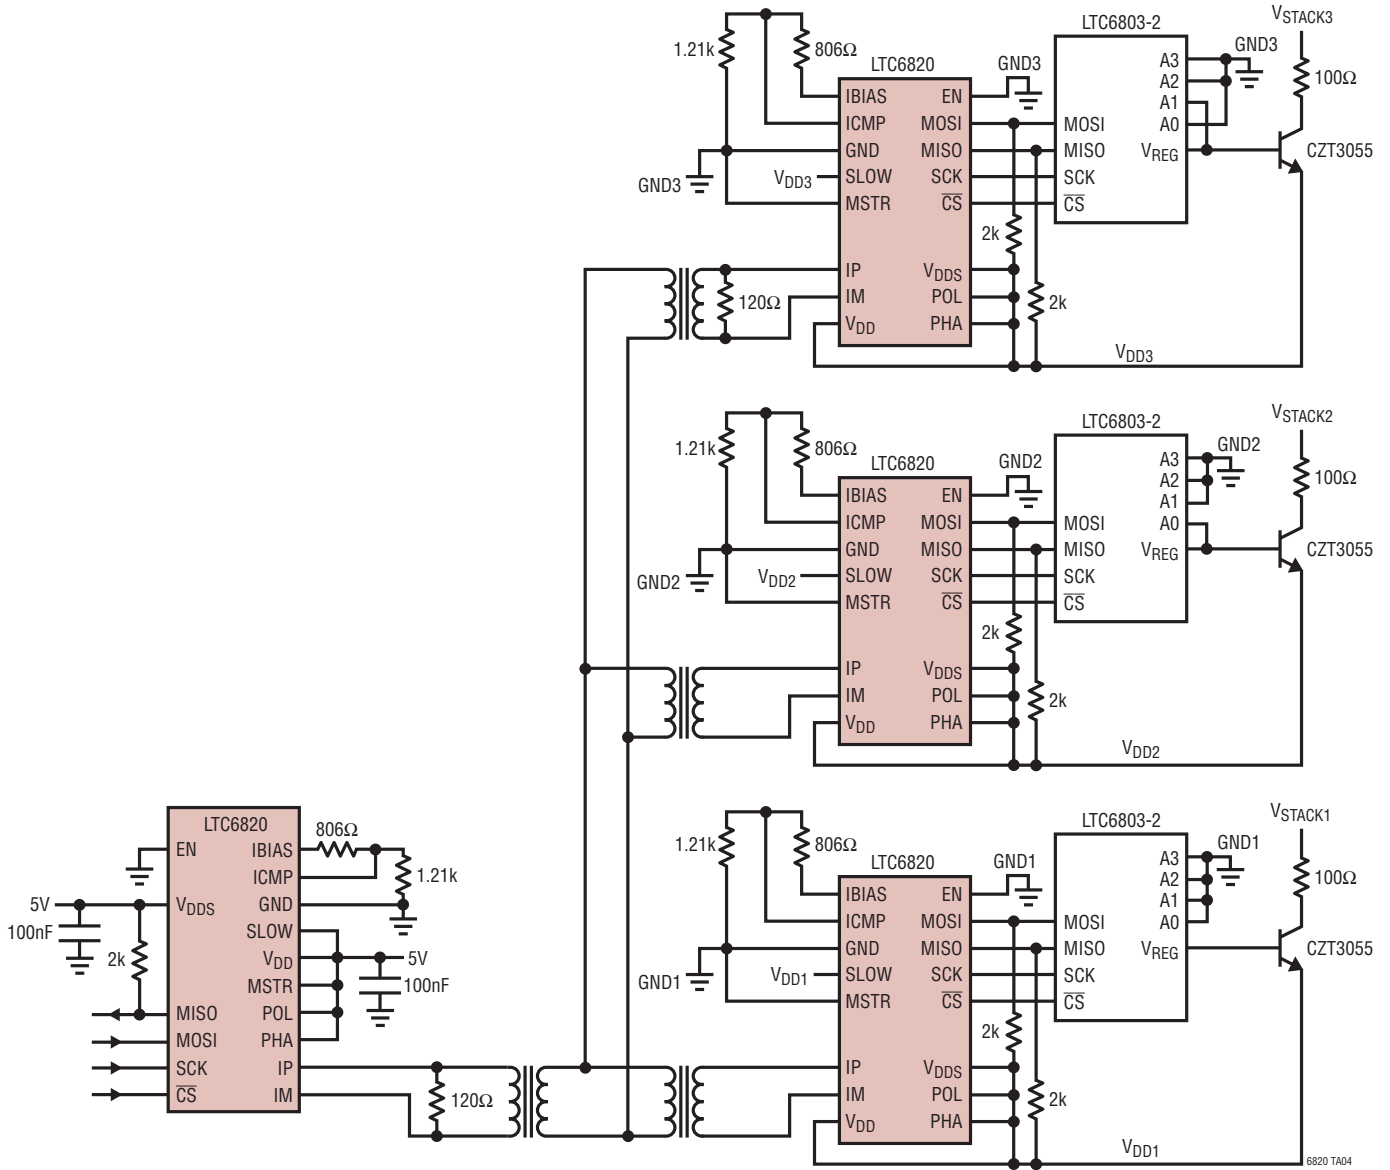 VSTACK3
LTC6803-2
1.21k
806Ω
LTC6820
GND3
A3
A2
A1
A0
GND3
100Ω
IBIAS
ICMP
GND
SLOW
MSTR
IP
IM
VDD
EN
MOSI
MISO
SCK
CS
VDDS
POL
PHA
MOSI
MISO
SCK
CS
VREG
CZT3055
GND3
VDD3
2k
2k
120Ω
VDD3
VSTACK2
LTC6803-2
1.21k
806Ω
LTC6820
GND2
A3
A2
A1
A0
GND2
100Ω
IBIAS
ICMP
GND
SLOW
MSTR
IP
IM
VDD
EN
MOSI
MISO
SCK
CS
VDDS
POL
PHA
MOSI
MISO
SCK
CS
VREG
CZT3055
GND2
VDD2
2k
2k
VDD2
VSTACK1
LTC6803-2
1.21k
806Ω
LTC6820
GND1
A3
A2
A1
A0
GND1
100Ω
IBIAS
ICMP
GND
SLOW
MSTR
IP
IM
VDD
EN
MOSI
MISO
SCK
CS
VDDS
POL
PHA
MOSI
MISO
SCK
CS
VREG
CZT3055
GND1
VDD1
2k
2k
VDD1
LTC6820
EN
VDDS
MISO
MOSI
SCK
CS
IBIAS
ICMP
GND
SLOW
VDD
MSTR
POL
PHA
IP
IM
806Ω
1.21k
5V
100nF
2k
5V
100nF
120Ω
6820 TA04